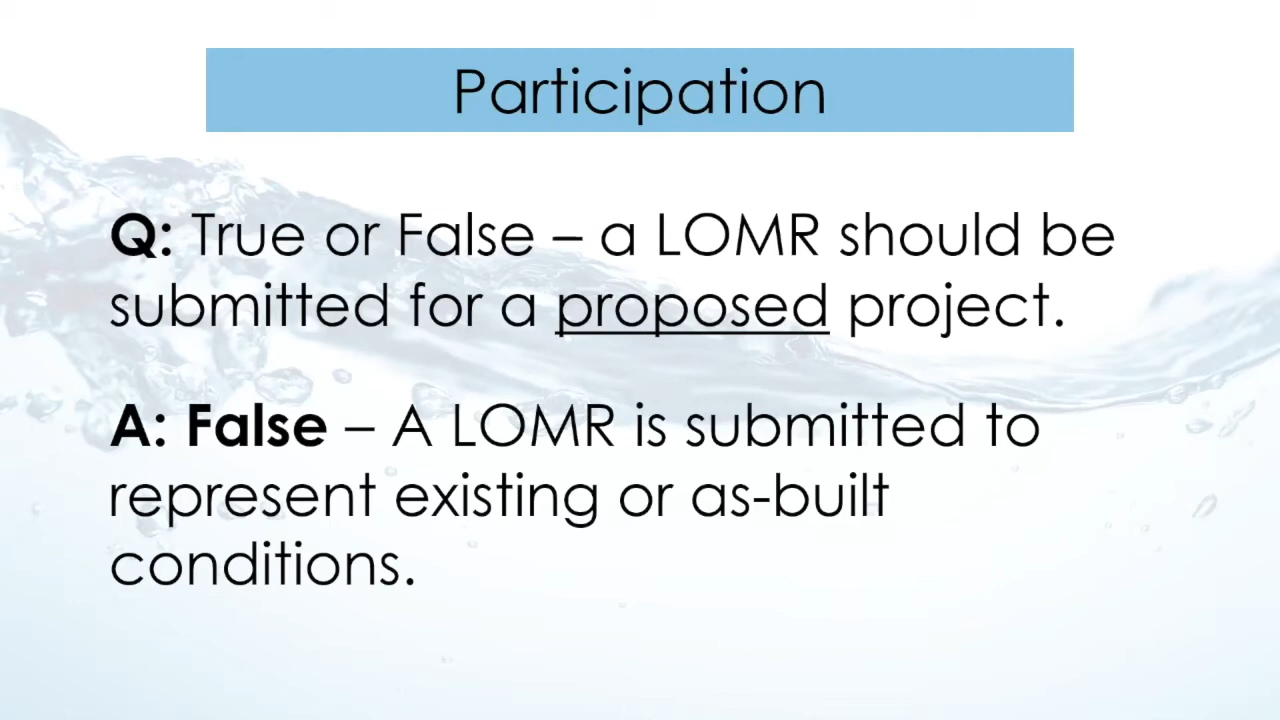 Participation
Q: True or False – a LOMR should be
submitted for a proposed project.
A: False – A LOMR is submitted to
represent existing or as-built
conditions.